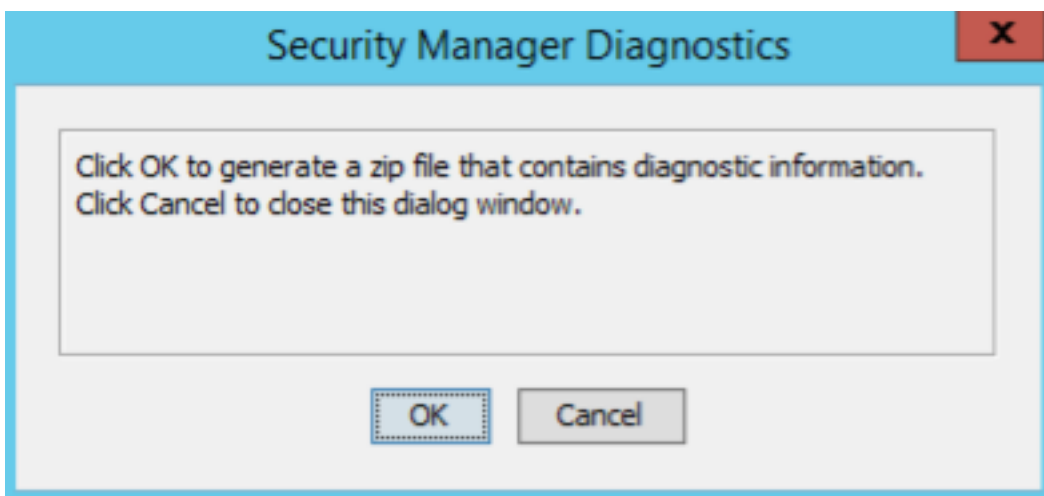 Security Manager Diagnostics
x
Click OK to generate a zip file that contains diagnostic information.
Click Cancel to close this dialog window.
OK
Cancel